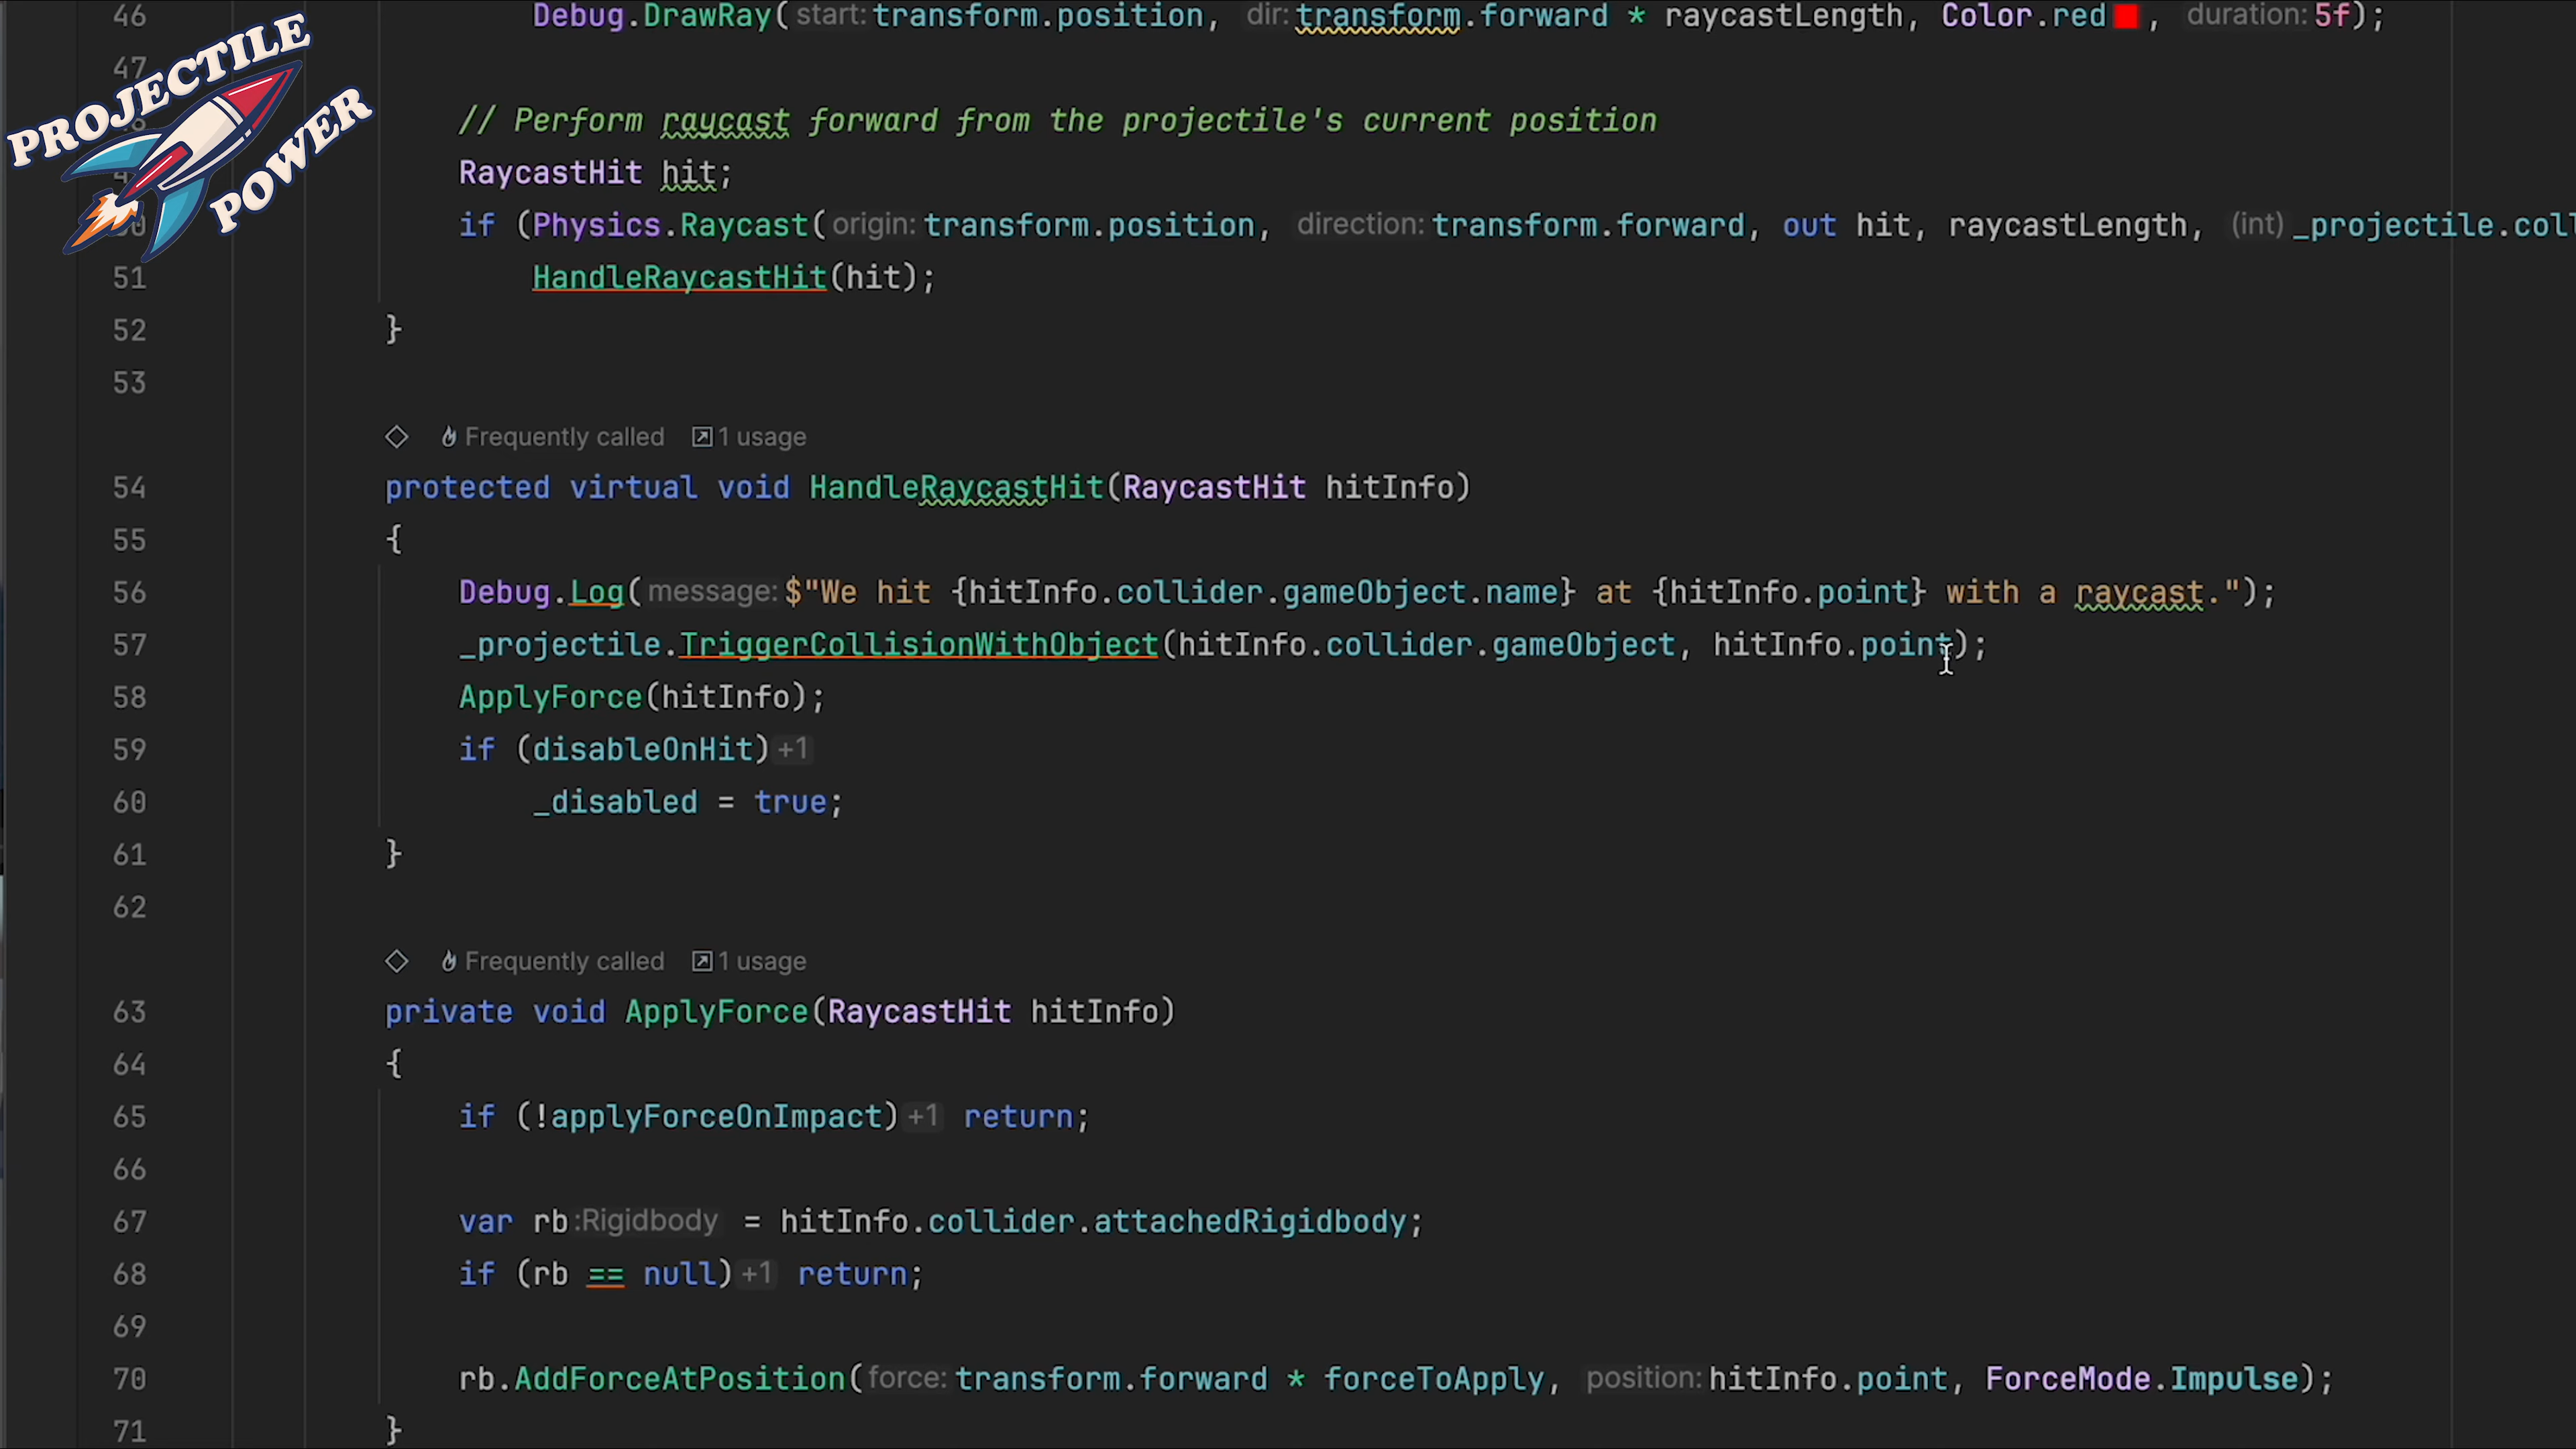 PROJECTILE
POWER
46 Debug.DrawRay(start: transform.position, dir: transform.forward * raycastLength, Color.red, duration: 5f);
47
// Perform raycast forward from the projectile's current position
RaycastHit hit;
if (Physics.Raycast(origin: transform.position, direction: transform.forward, out hit, raycastLength, (int)_projectile.coll
51 HandleRaycastHit(hit);
52 }
53
Frequently called 1 usage
54 protected virtual void HandleRaycastHit(RaycastHit hitInfo)
55 {
56 Debug.Log(message: $"We hit {hitInfo.collider.gameObject.name} at {hitInfo.point} with a raycast.");
57 _projectile.TriggerCollisionWithObject(hitInfo.collider.gameObject, hitInfo.point);
58 ApplyForce(hitInfo);
59 if (disableOnHit) +1
60 _disabled = true;
61 }
62
Frequently called 1 usage
63 private void ApplyForce(RaycastHit hitInfo)
64 {
65 if (!applyForceOnImpact) +1 return;
66
67 var rb:Rigidbody = hitInfo.collider.attachedRigidbody;
68 if (rb == null) +1 return;
69
70 rb.AddForceAtPosition(force: transform.forward * forceToApply, position: hitInfo.point, ForceMode.Impulse);
71 }